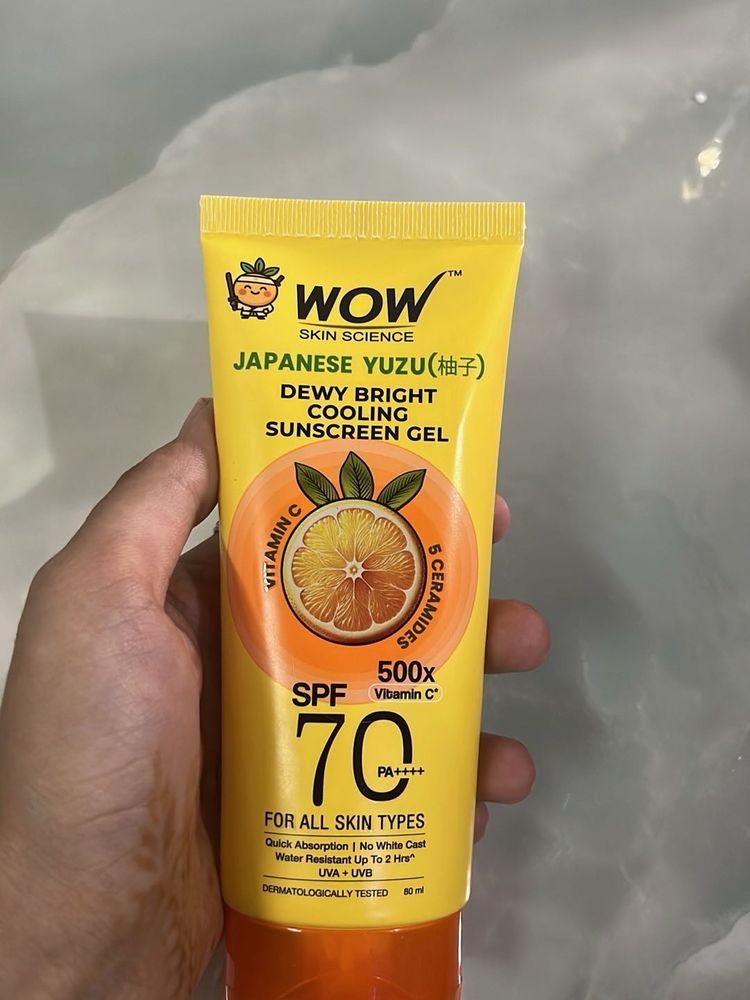 WOW™
SKIN SCIENCE
JAPANESE YUZU(柚子)
DEWY BRIGHT
COOLING
SUNSCREEN GEL
VITAMIN C
5 CERAMIDES
500x
Vitamin C*
SPF
70
PA++++
FOR ALL SKIN TYPES
Quick Absorption | No White Cast
Water Resistant Up To 2 Hrs^
UVA + UVB
DERMATOLOGICALLY TESTED 80 ml